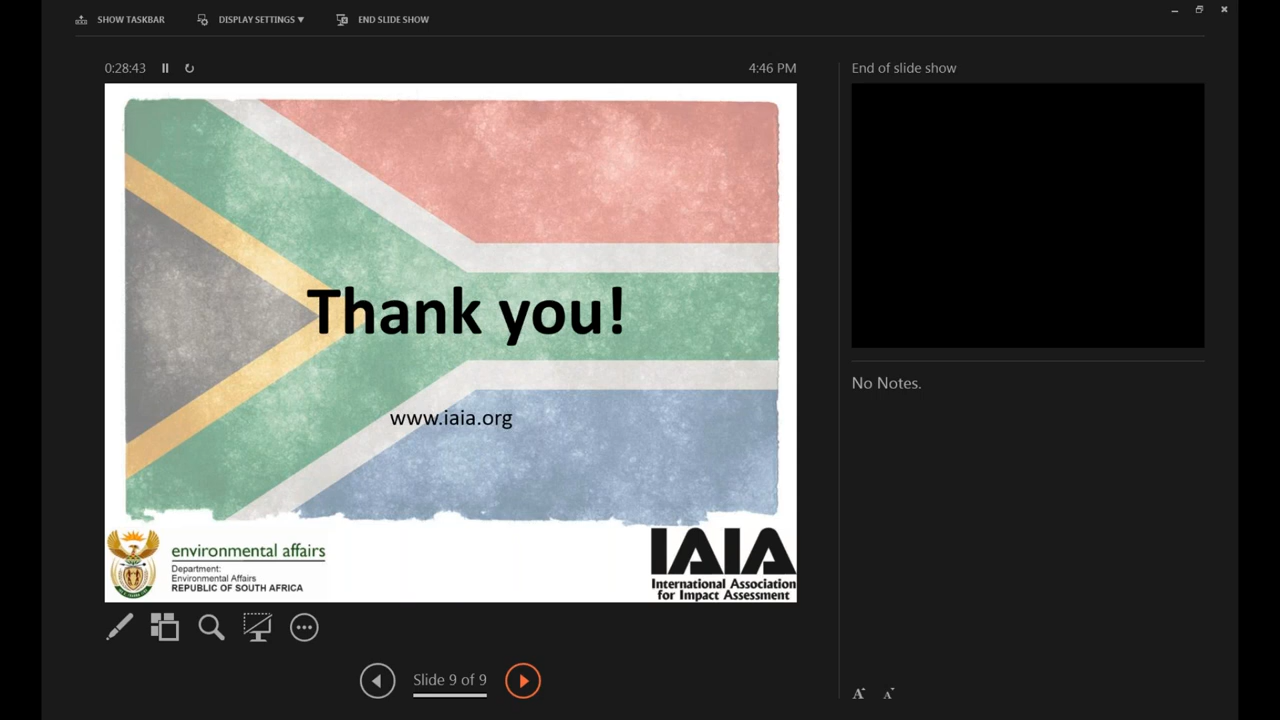 SHOW TASKBAR
DISPLAY SETTINGS ▼
END SLIDE SHOW
0:28:43
4:46 PM
End of slide show
Thank you!
www.iaia.org
No Notes.
environmental affairs
Department:
Environmental Affairs
REPUBLIC OF SOUTH AFRICA
IAIA
International Association
for Impact Assessment
Slide 9 of 9
A
A